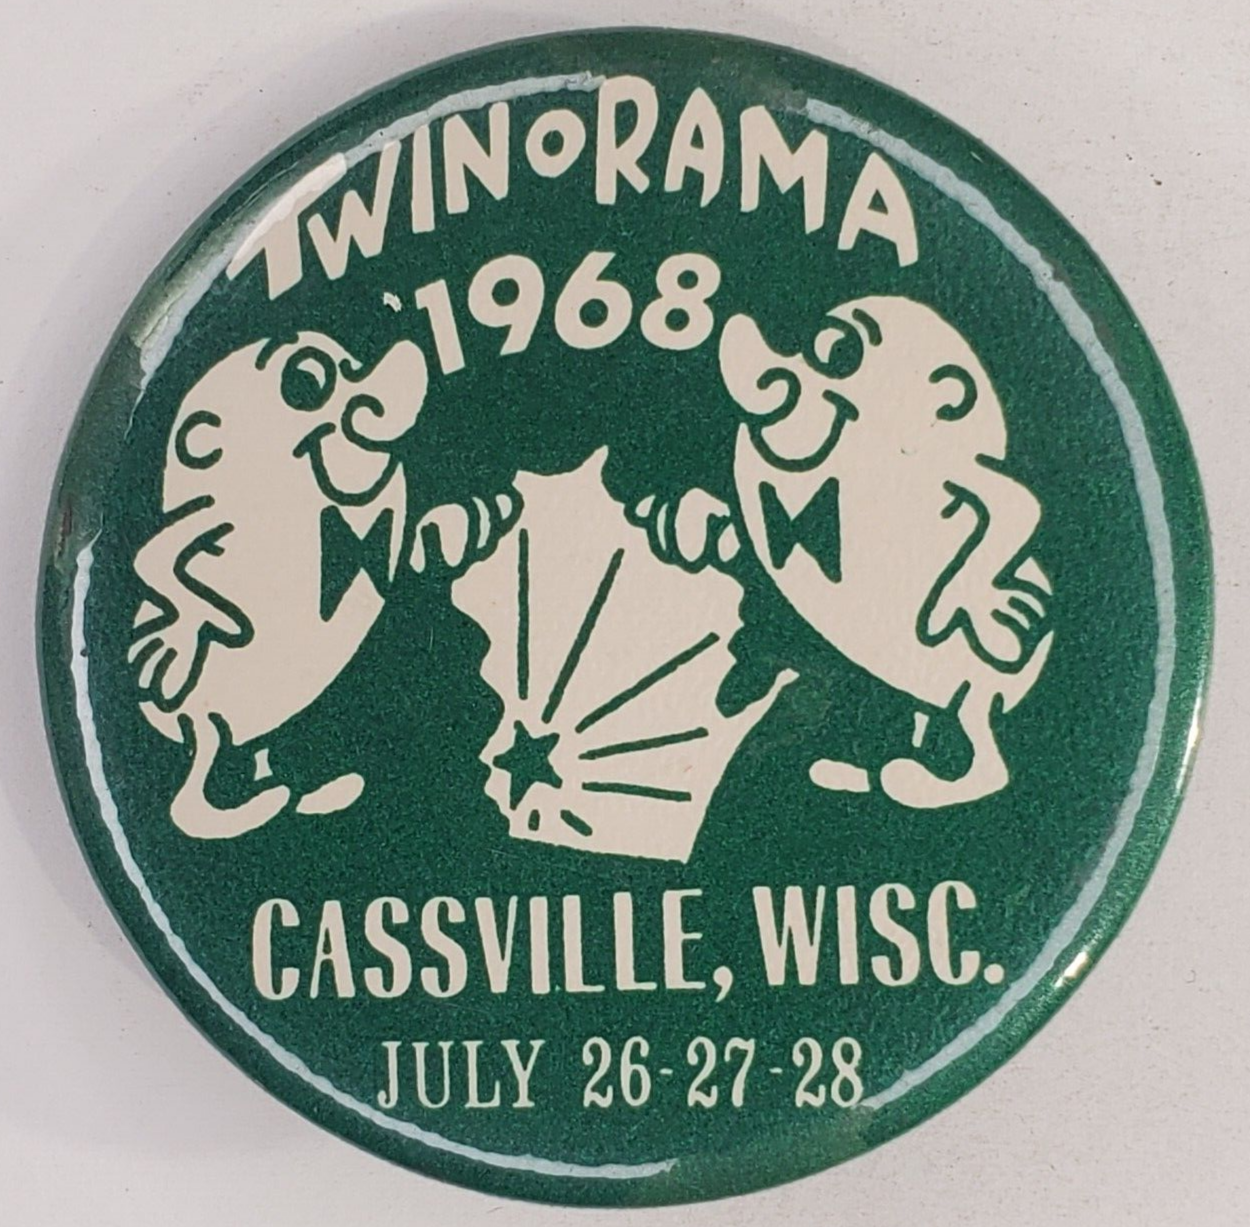 TWINORAMA
1968
CASSVILLE, WISC.
JULY 26-27-28